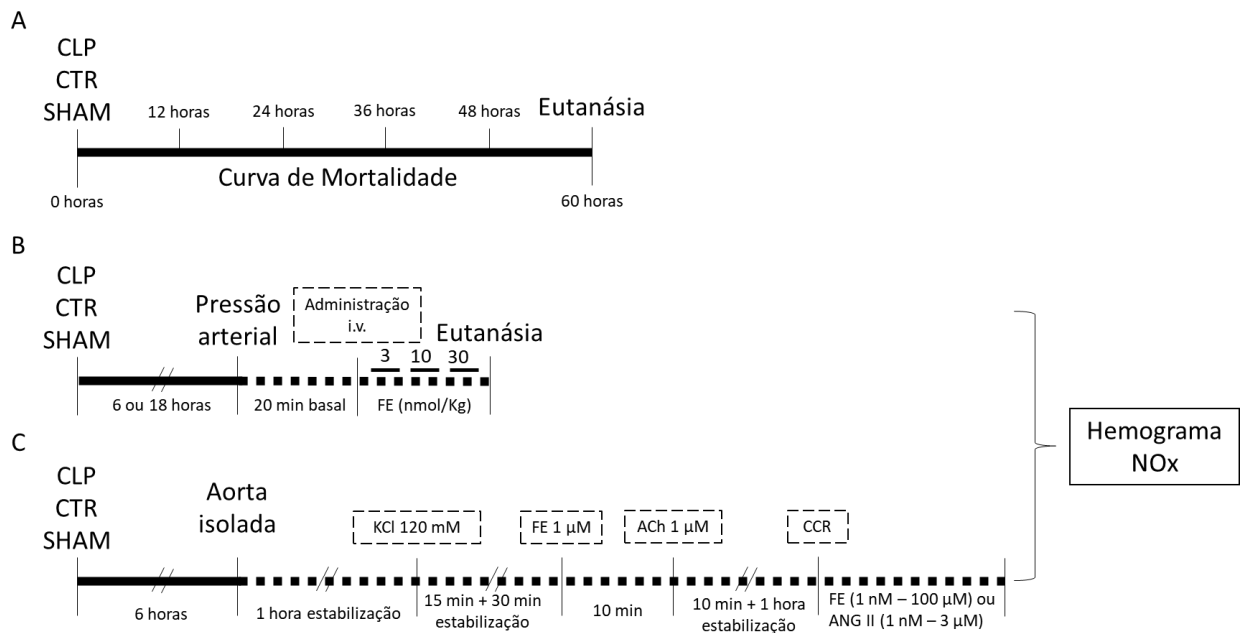 A
CLP
CTR
SHAM
12 horas
24 horas
36 horas
48 horas
Eutanásia
Curva de Mortalidade
0 horas
60 horas
B
CLP
CTR
SHAM
Pressão
arterial
Administração
i.v.
Eutanásia
3
10
30
6 ou 18 horas
20 min basal
FE (nmol/Kg)
Hemograma
NOx
C
CLP
CTR
SHAM
Aorta
isolada
KCl 120 mM
FE 1 µM
ACh 1 µM
CCR
6 horas
1 hora estabilização
15 min + 30 min
estabilização
10 min
10 min + 1 hora
estabilização
FE (1 nM – 100 µM) ou
ANG II (1 nM – 3 µM)